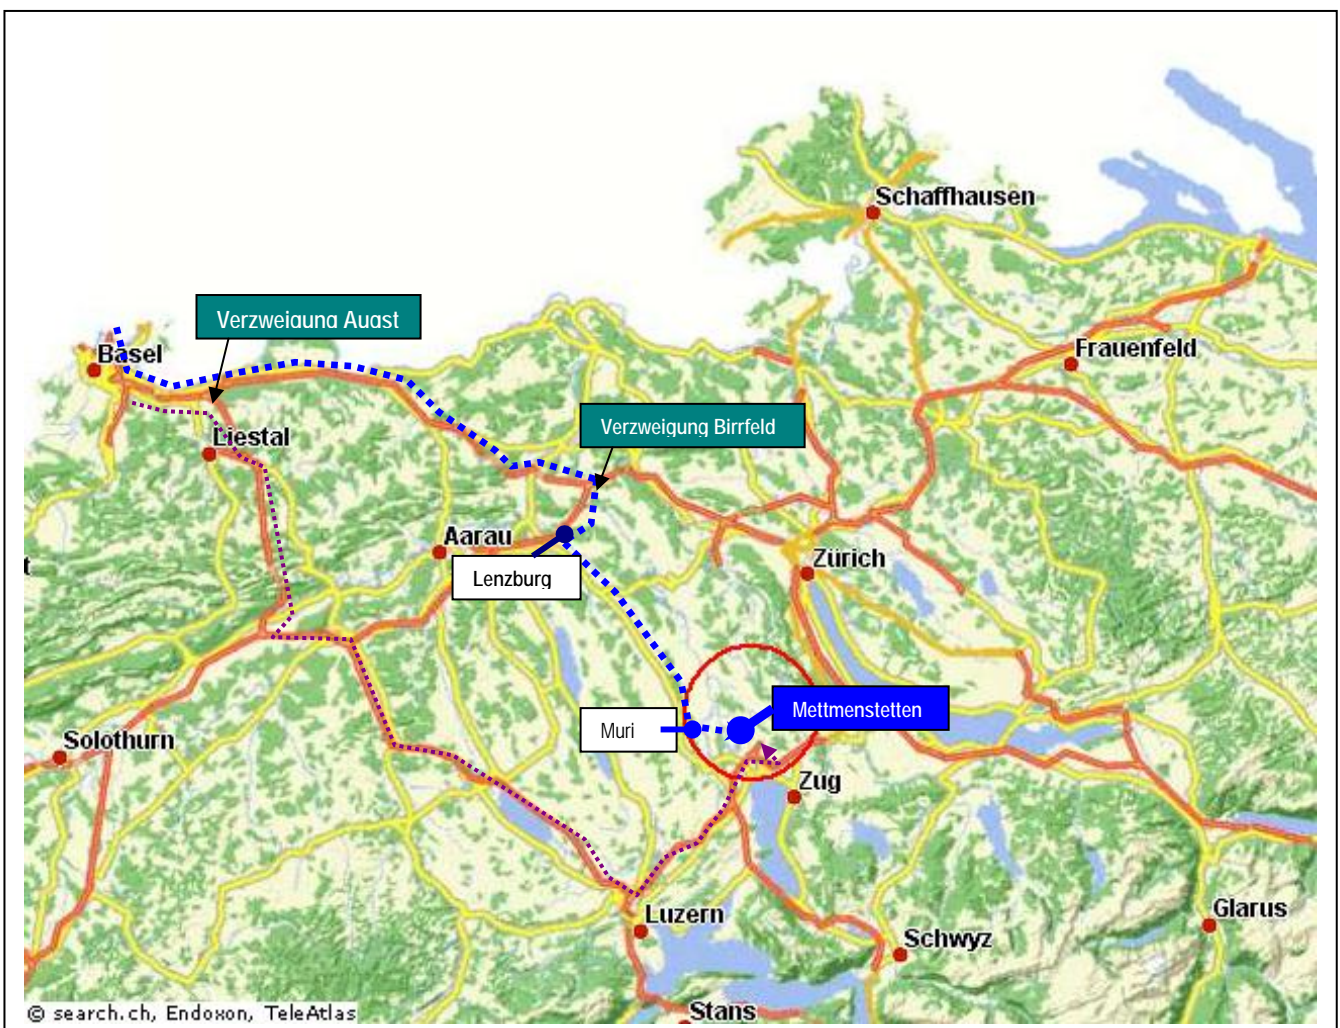 Schaffhausen
Verzweigung Augst
Basel
Frauenfeld
Verzweigung Birrfeld
Liestal
Aarau
Zürich
Lenzburg
t
Mettmenstetten
Muri
Solothurn
Zug
Luzern
Glarus
Schwyz
Stans
© search.ch, Endoxon, TeleAtlas